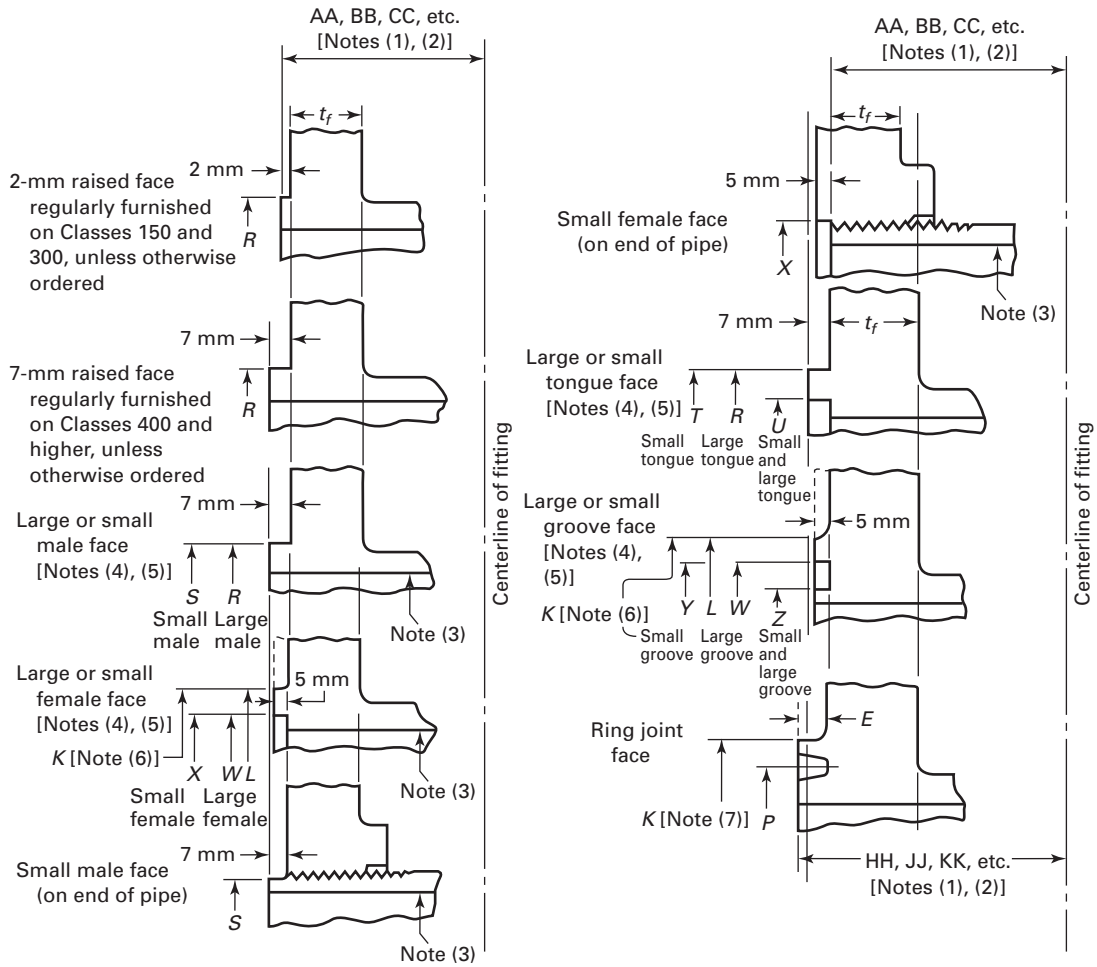 AA, BB, CC, etc.
[Notes (1), (2)]
t_f
2 mm
2-mm raised face
regularly furnished
on Classes 150 and
300, unless otherwise
ordered
R
7 mm
7-mm raised face
regularly furnished
on Classes 400 and
higher, unless
otherwise ordered
R
7 mm
Large or small
male face
[Notes (4), (5)]
S R
Small Large
male male
Note (3)
Large or small
female face
[Notes (4), (5)]
5 mm
K [Note (6)]
X W L
Small Large
female female
Note (3)
7 mm
Small male face
(on end of pipe)
S
Note (3)
Centerline of fitting
AA, BB, CC, etc.
[Notes (1), (2)]
t_f
5 mm
Small female face
(on end of pipe)
X
Note (3)
7 mm
t_f
Large or small
tongue face
[Notes (4), (5)]
T R U
Small Large Small
tongue tongue and
large
tongue
Large or small
groove face
[Notes (4),
(5)]
5 mm
K [Note (6)]
Y L W Z
Small Large Small
groove groove and
large
groove
Ring joint
face
E
K [Note (7)]
P
HH, JJ, KK, etc.
[Notes (1), (2)]
Centerline of fitting